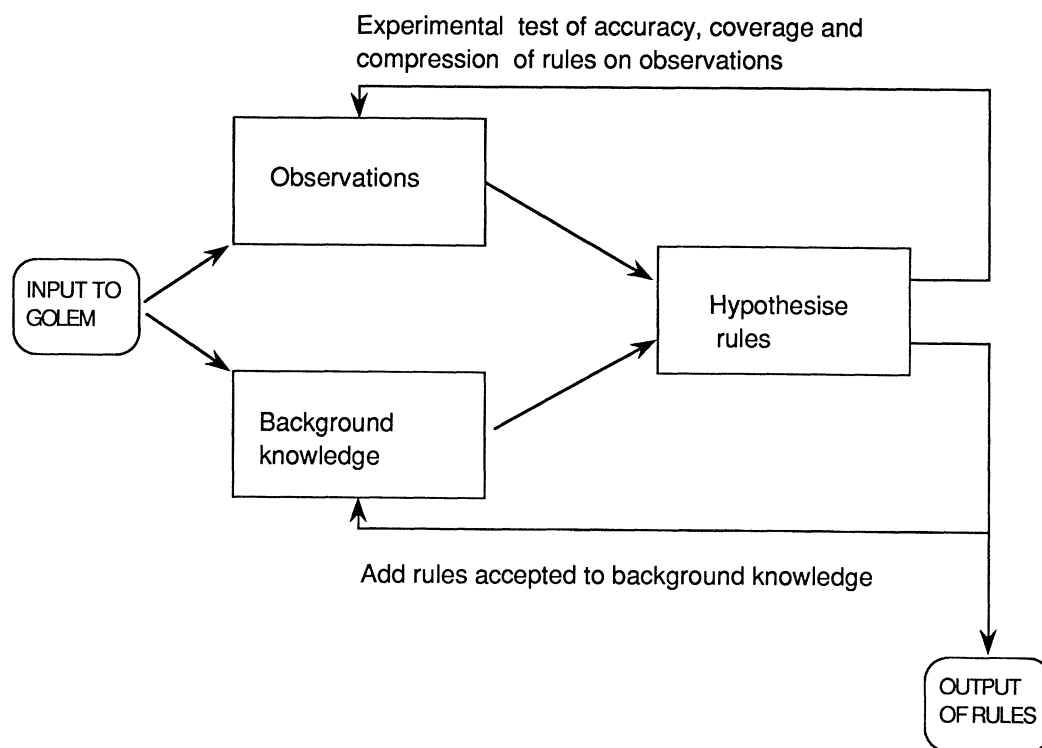 Experimental test of accuracy, coverage and
compression of rules on observations
Observations
INPUT TO
GOLEM
Hypothesise
rules
Background
knowledge
Add rules accepted to background knowledge
OUTPUT
OF RULES